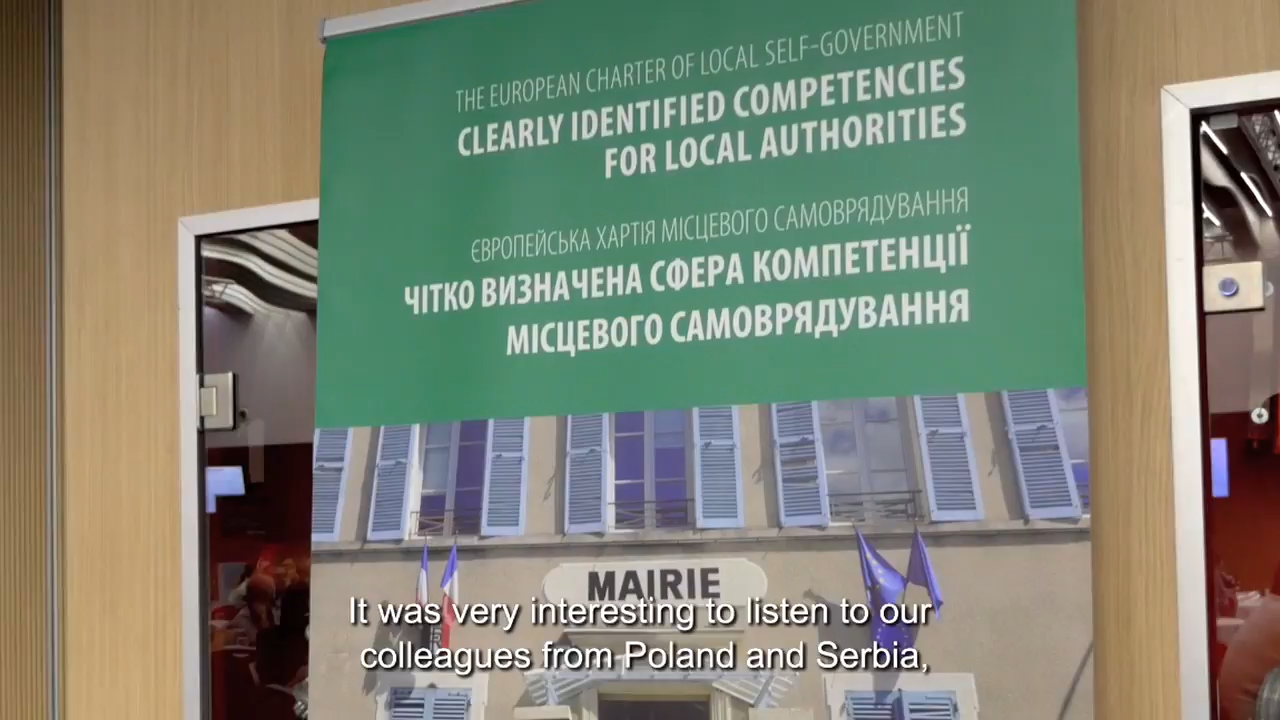 THE EUROPEAN CHARTER OF LOCAL SELF-GOVERNMENT
CLEARLY IDENTIFIED COMPETENCIES
FOR LOCAL AUTHORITIES
ЄВРОПЕЙСЬКА ХАРТІЯ МІСЦЕВОГО САМОВРЯДУВАННЯ
ЧІТКО ВИЗНАЧЕНА СФЕРА КОМПЕТЕНЦІЇ
МІСЦЕВОГО САМОВРЯДУВАННЯ
MAIRIE
It was very interesting to listen to our
colleagues from Poland and Serbia,